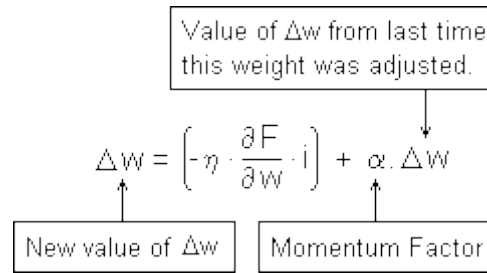 Value of Δw from last time
this weight was adjusted.
Δw = (-η · ∂F/∂w · i) + α. Δw
New value of Δw
Momentum Factor